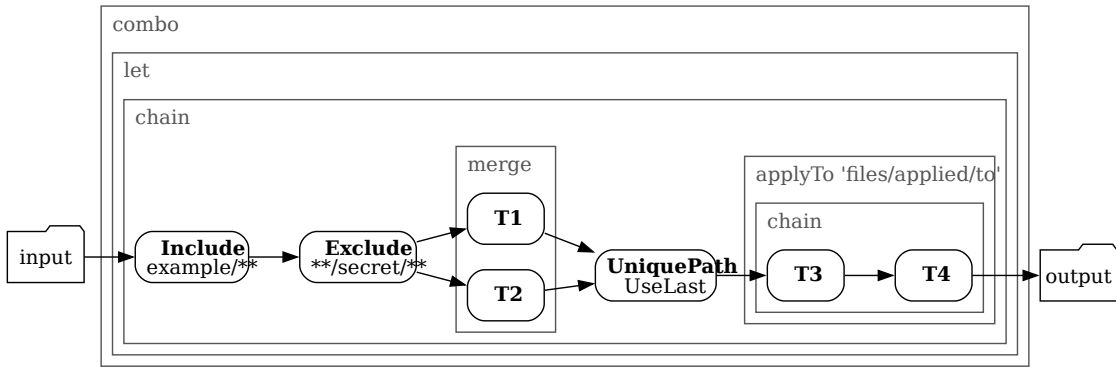 combo
let
chain
merge
applyTo 'files/applied/to'
chain
input
Include
example/**
Exclude
**/secret/**
T1
T2
UniquePath
UseLast
T3
T4
output